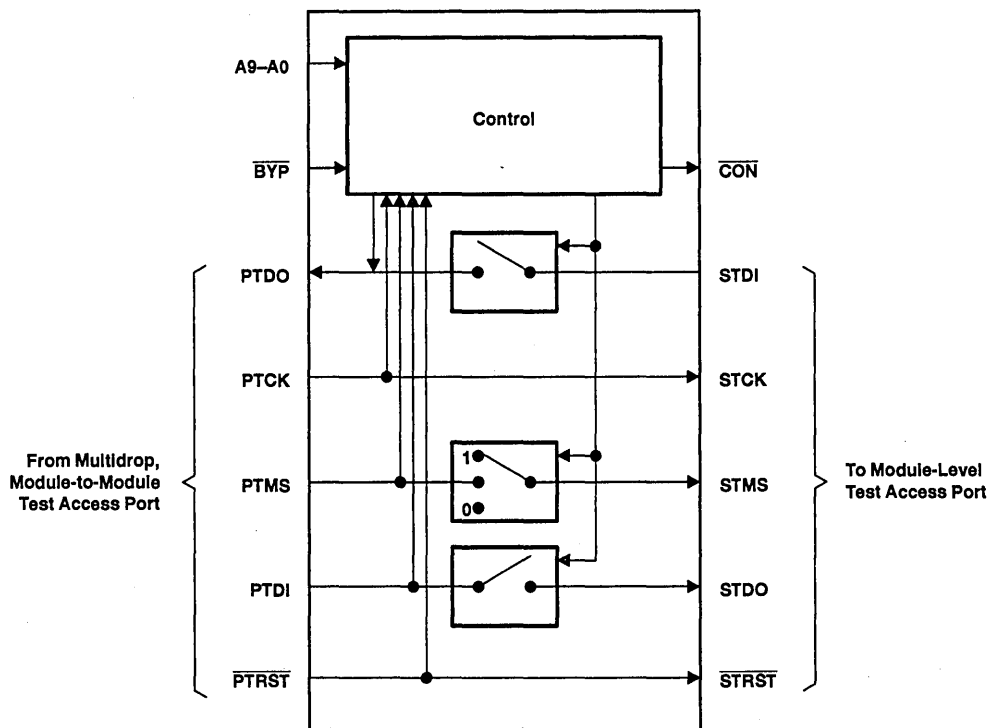 A9–A0
Control
BYP
CON
PTDO
STDI
PTCK
STCK
From Multidrop,
Module-to-Module
Test Access Port
1
PTMS
0
STMS
To Module-Level
Test Access Port
PTDI
STDO
PTRST
STRST